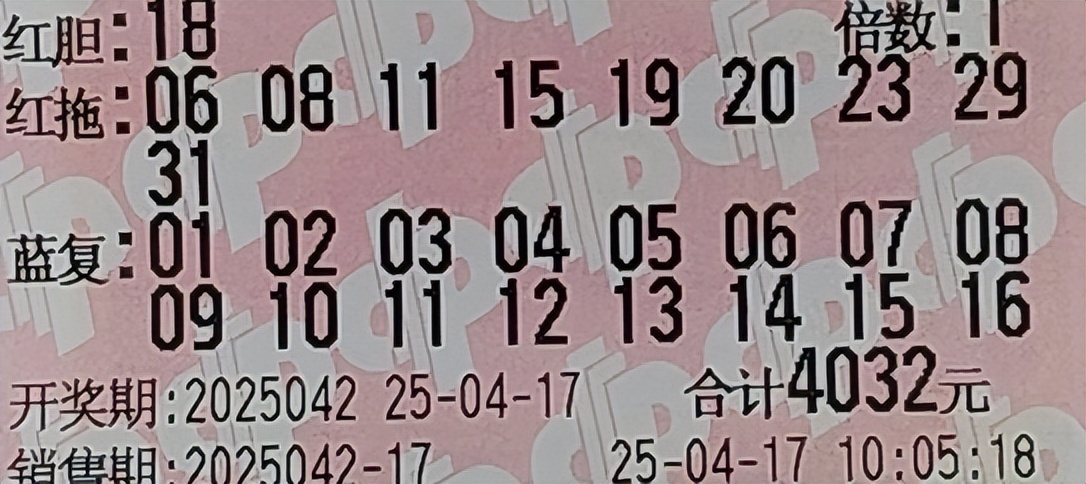 红胆:18 倍数:1
红拖:06 08 11 15 19 20 23 29
31
蓝复:01 02 03 04 05 06 07 08
09 10 11 12 13 14 15 16
开奖期:2025042 25-04-17 合计4032元
销售期:2025042-17 25-04-17 10:05:18